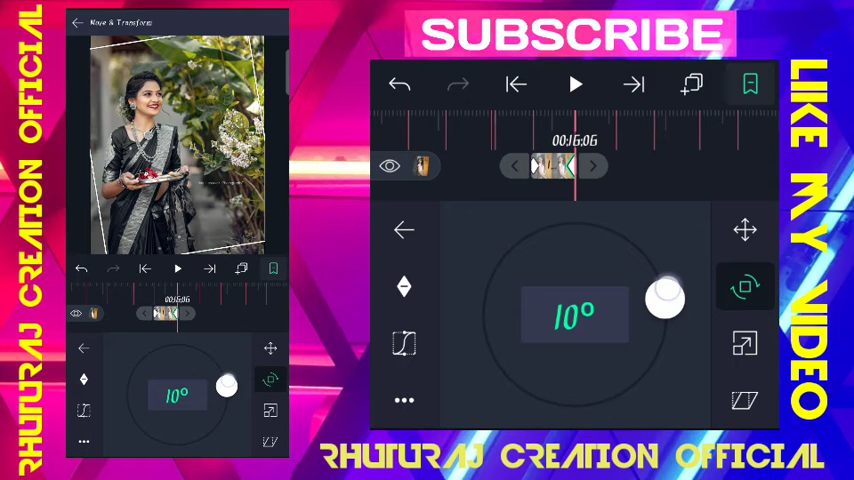 RHUTURAJ CREATION OFFICIAL
Move & Transform
00:16:06
10°
SUBSCRIBE
00:16:06
10°
LIKE MY VIDEO
RHUTURAJ CREATION OFFICIAL